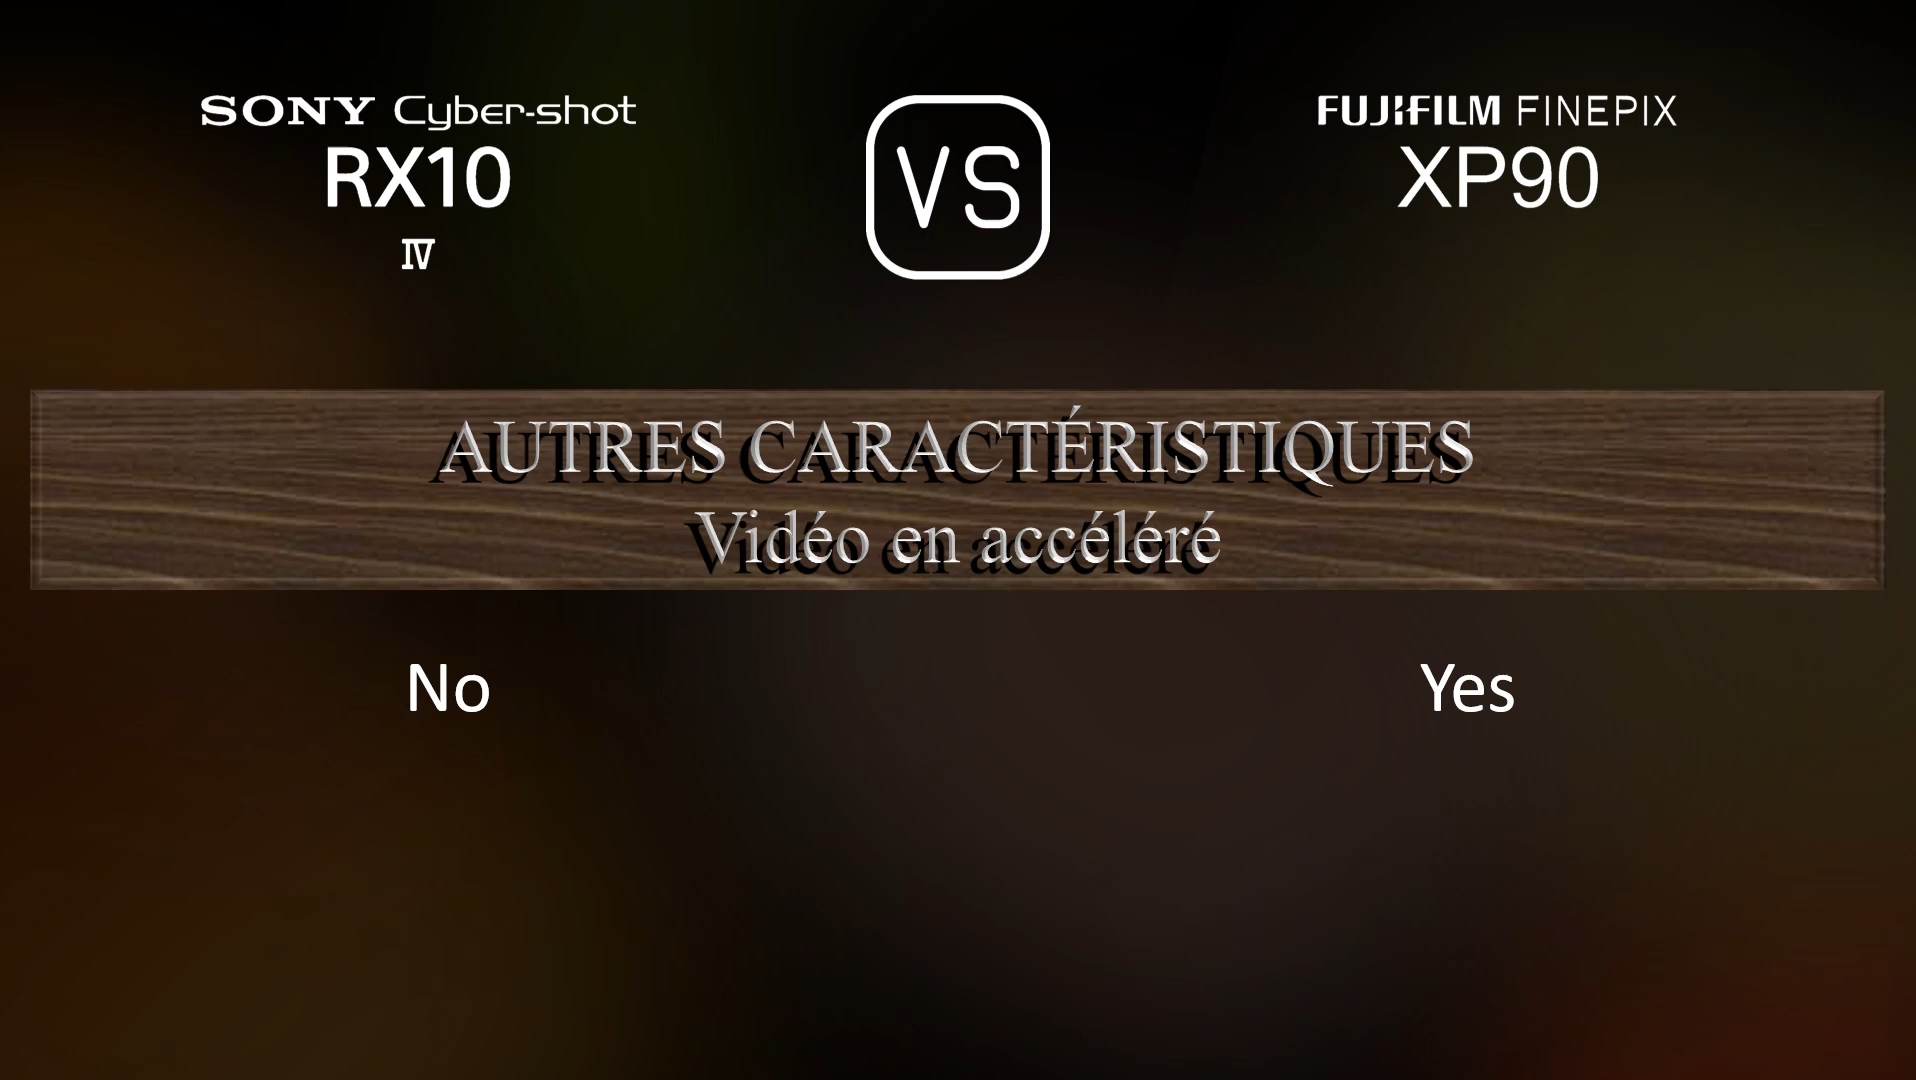 SONY Cyber-shot
RX10
IV
VS
FUJIFILM FINEPIX
XP90
AUTRES CARACTÉRISTIQUES
Vidéo en accéléré
No
Yes